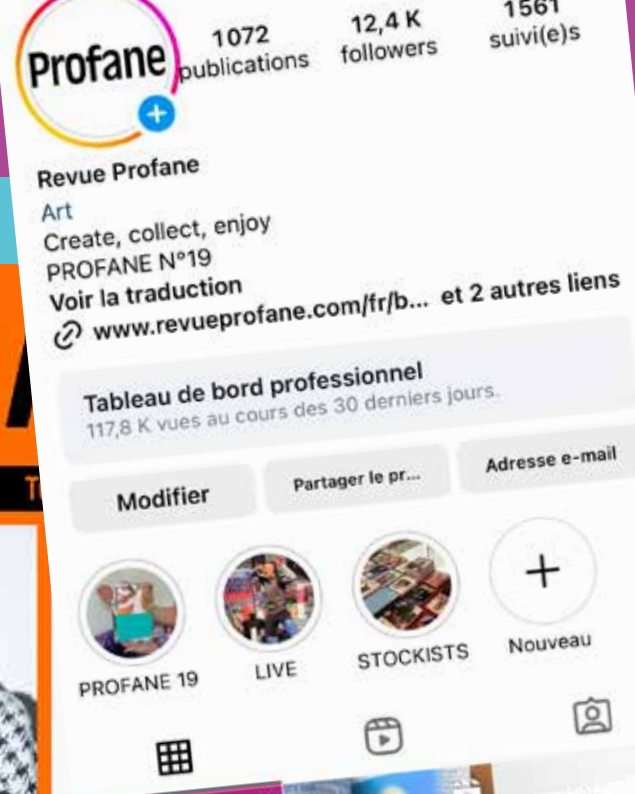 Profane
1072 12,4 K 1561
publications followers suivi(e)s
Revue Profane
Art
Create, collect, enjoy
PROFANE N°19
Voir la traduction
www.revueprofane.com/fr/b... et 2 autres liens
Tableau de bord professionnel
117,8 K vues au cours des 30 derniers jours.
Modifier Partager le pr... Adresse e-mail
PROFANE 19 LIVE STOCKISTS Nouveau